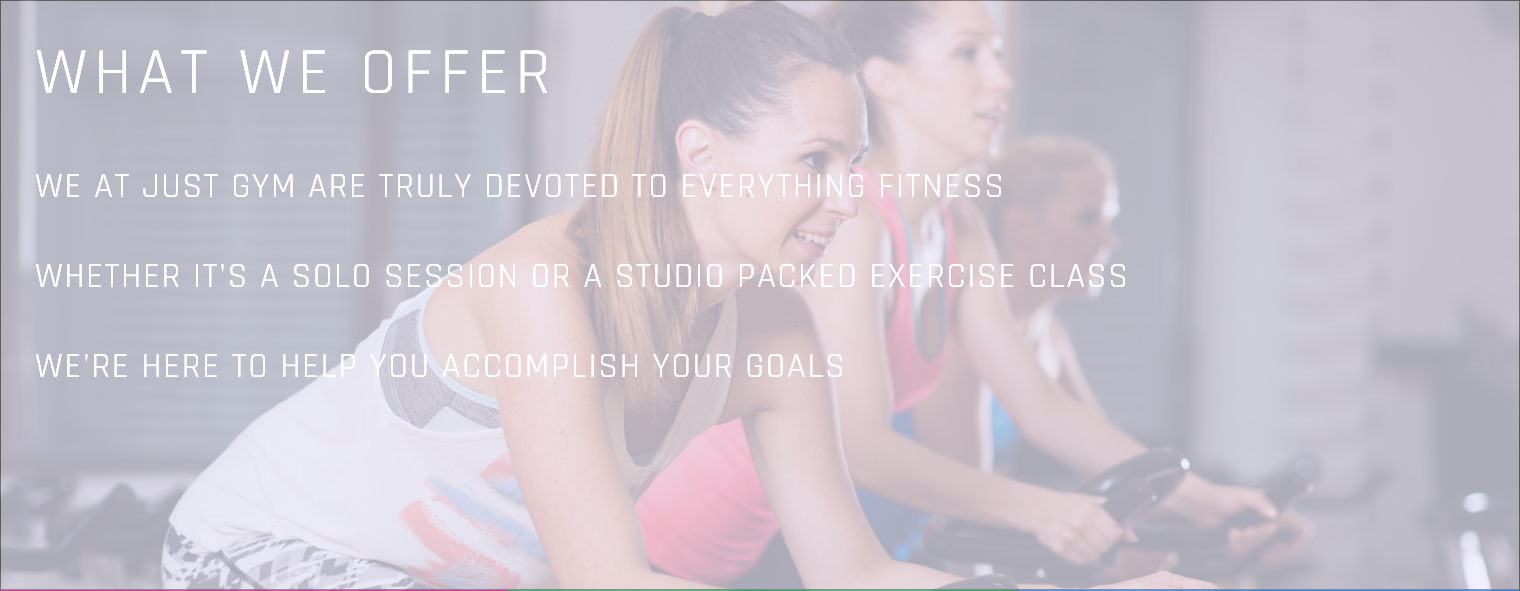 WHAT WE OFFER
WE AT JUST GYM ARE TRULY DEVOTED TO EVERYTHING FITNESS
WHETHER IT'S A SOLO SESSION OR A STUDIO PACKED EXERCISE CLASS
WE'RE HERE TO HELP YOU ACCOMPLISH YOUR GOALS